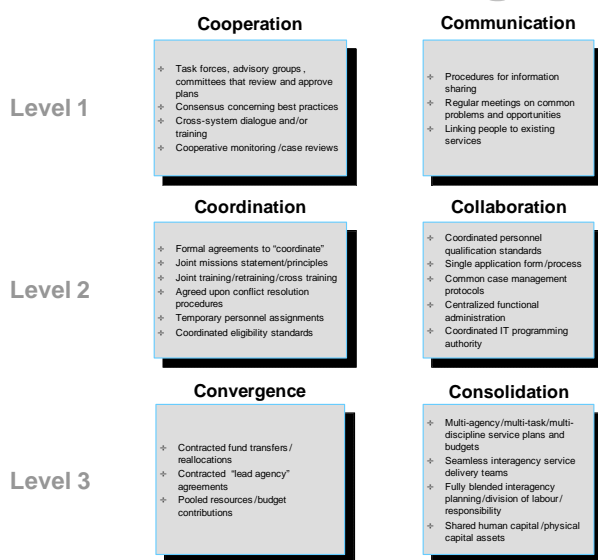 Cooperation
Task forces, advisory groups,
committees that review and approve
plans
Consensus concerning best practices
Cross-system dialogue and/or
training
Cooperative monitoring/case reviews
Communication
Procedures for information
sharing
Regular meetings on common
problems and opportunities
Linking people to existing
services
Level 1
Coordination
Formal agreements to “coordinate”
Joint missions statement/principles
Joint training/retraining/cross training
Agreed upon conflict resolution
procedures
Temporary personnel assignments
Coordinated eligibility standards
Collaboration
Coordinated personnel
qualification standards
Single application form/process
Common case management
protocols
Centralized functional
administration
Coordinated IT programming
authority
Level 2
Convergence
Contracted fund transfers/
reallocations
Contracted “lead agency”
agreements
Pooled resources/budget
contributions
Consolidation
Multi-agency/multi-task/multi-
discipline service plans and
budgets
Seamless interagency service
delivery teams
Fully blended interagency
planning/division of labour/
responsibility
Shared human capital/physical
capital assets
Level 3